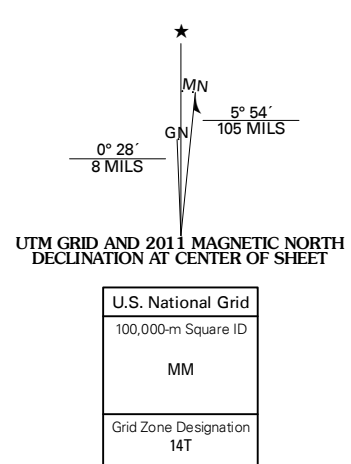 ★
MN
GN
5° 54´
105 MILS
0° 28´
8 MILS
UTM GRID AND 2011 MAGNETIC NORTH
DECLINATION AT CENTER OF SHEET
U.S. National Grid
100,000-m Square ID
MM
Grid Zone Designation
14T